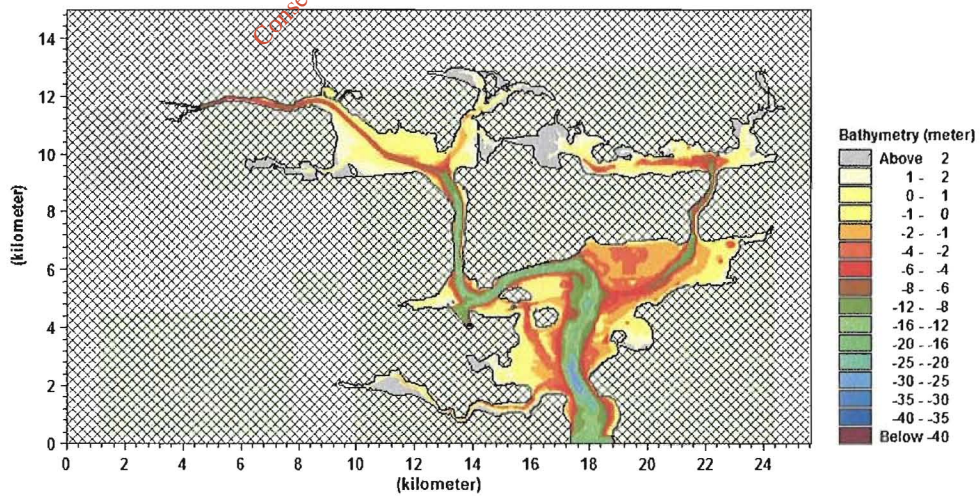 Conse
14
12
10
8
6
4
2
0
(kilometer)
0 2 4 6 8 10 12 14 16 18 20 22 24
(kilometer)
Bathymetry (meter)
Above 2
1 - 2
0 - 1
-1 - 0
-2 - -1
-4 - -2
-6 - -4
-8 - -6
-12 - -8
-16 - -12
-20 - -16
-25 - -20
-30 - -25
-35 - -30
-40 - -35
Below -40